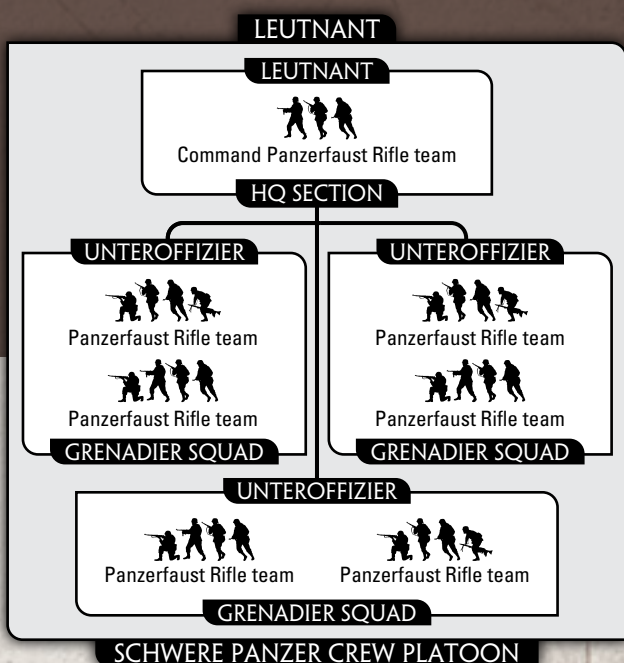 LEUTNANT
LEUTNANT
Command Panzerfaust Rifle team
HQ SECTION
UNTEROFFIZIER
Panzerfaust Rifle team
Panzerfaust Rifle team
GRENADIER SQUAD
UNTEROFFIZIER
Panzerfaust Rifle team
Panzerfaust Rifle team
GRENADIER SQUAD
UNTEROFFIZIER
Panzerfaust Rifle team Panzerfaust Rifle team
GRENADIER SQUAD
SCHWERE PANZER CREW PLATOON